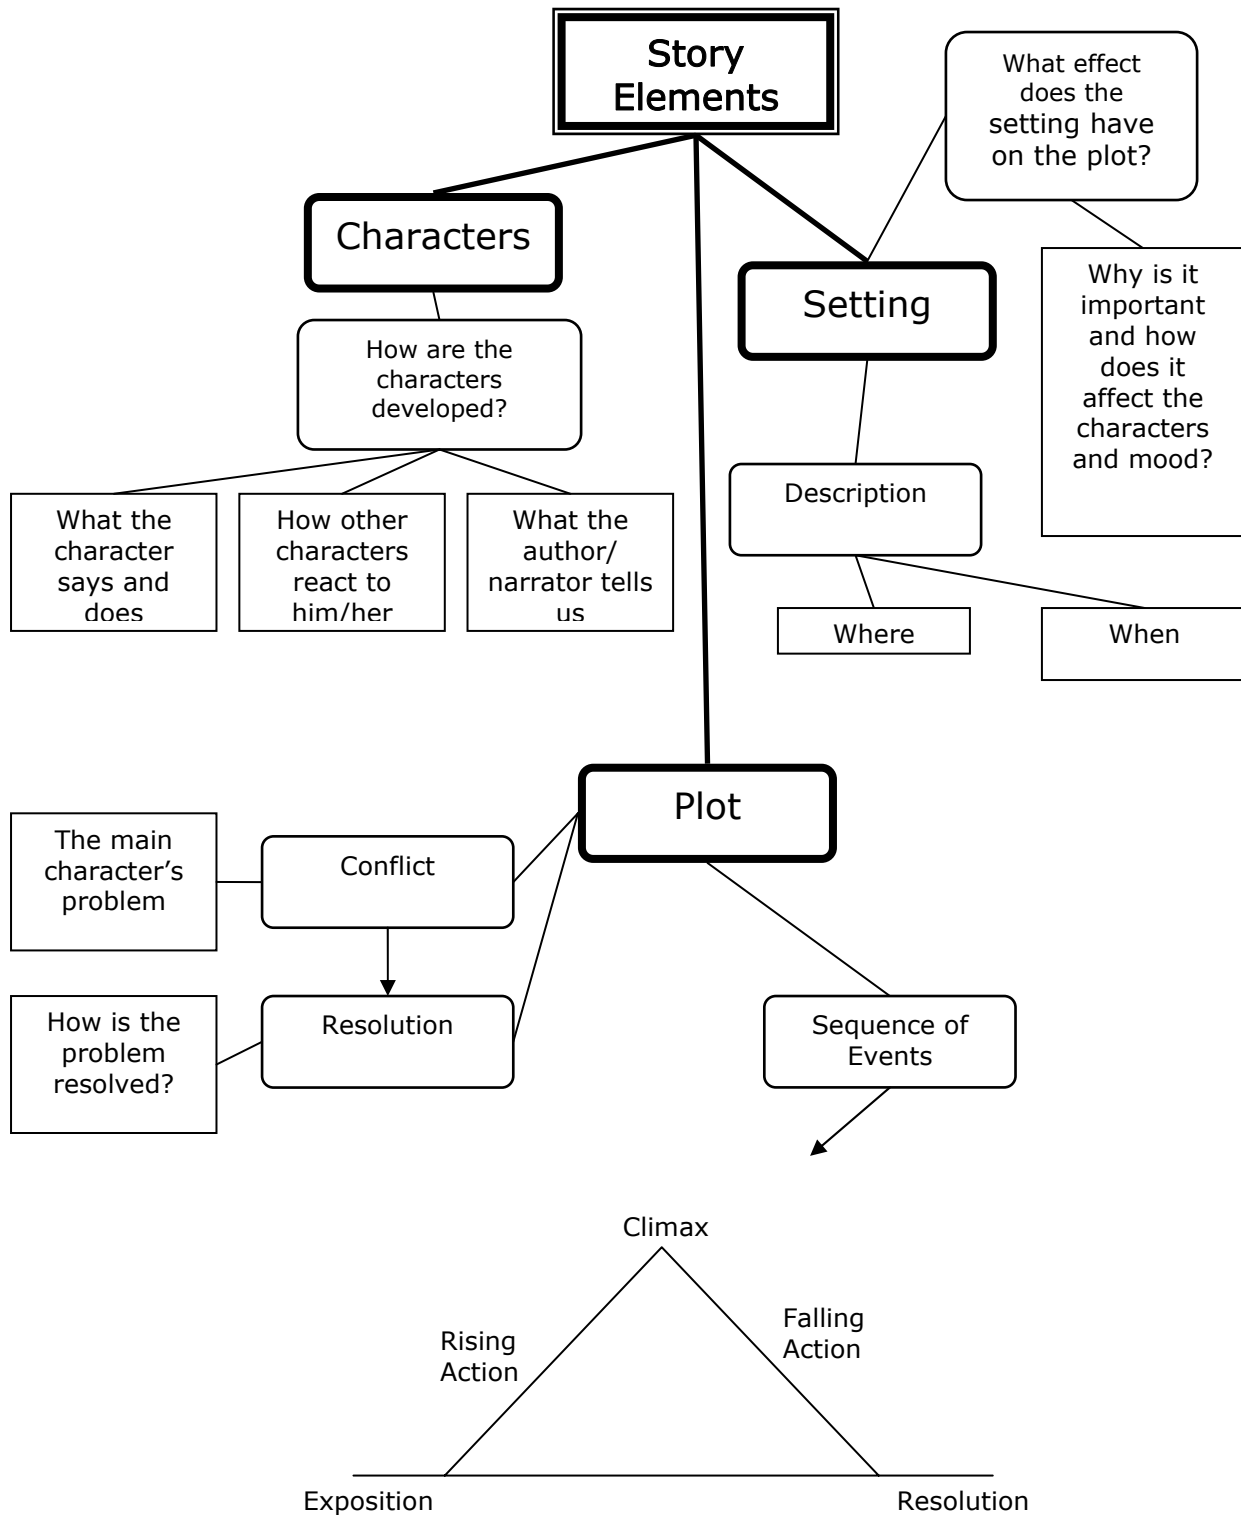 Story
Elements
What effect
does the
setting have
on the plot?
Characters
Setting
Why is it
important
and how
does it
affect the
characters
and mood?
How are the
characters
developed?
Description
What the
character
says and
does
How other
characters
react to
him/her
What the
author/
narrator tells
us
Where
When
Plot
The main
character’s
problem
Conflict
How is the
problem
resolved?
Resolution
Sequence of
Events
Climax
Rising
Action
Falling
Action
Exposition
Resolution